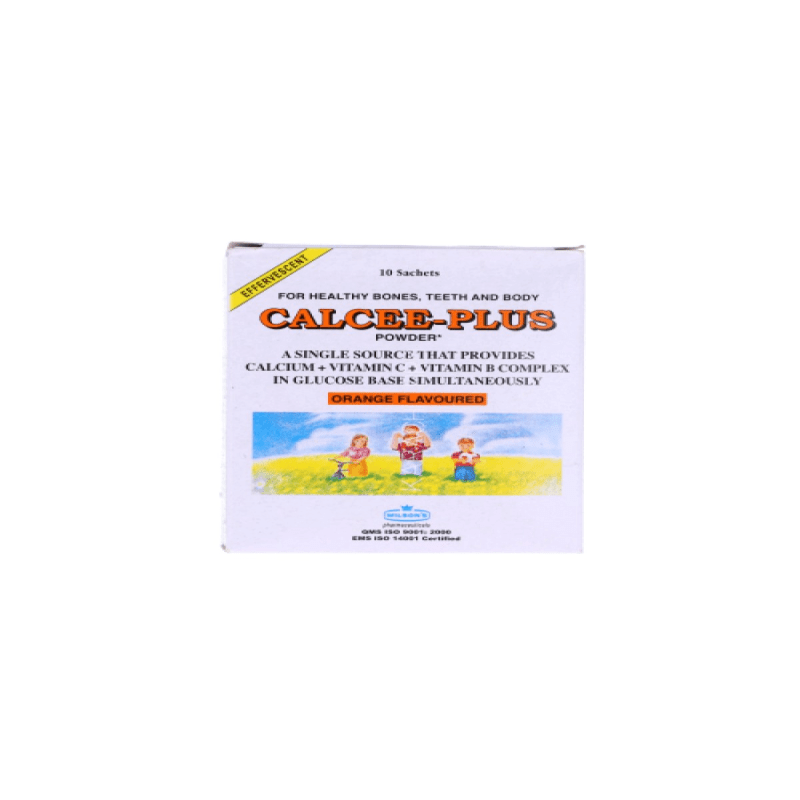 EFFERVESCENT
10 Sachets
FOR HEALTHY BONES, TEETH AND BODY
CALCEE-PLUS
POWDER*
A SINGLE SOURCE THAT PROVIDES
CALCIUM + VITAMIN C + VITAMIN B COMPLEX
IN GLUCOSE BASE SIMULTANEOUSLY
ORANGE FLAVOURED
WILSON'S
pharmaceuticals
QMS ISO 9001: 2000
EMS ISO 14001 Certified